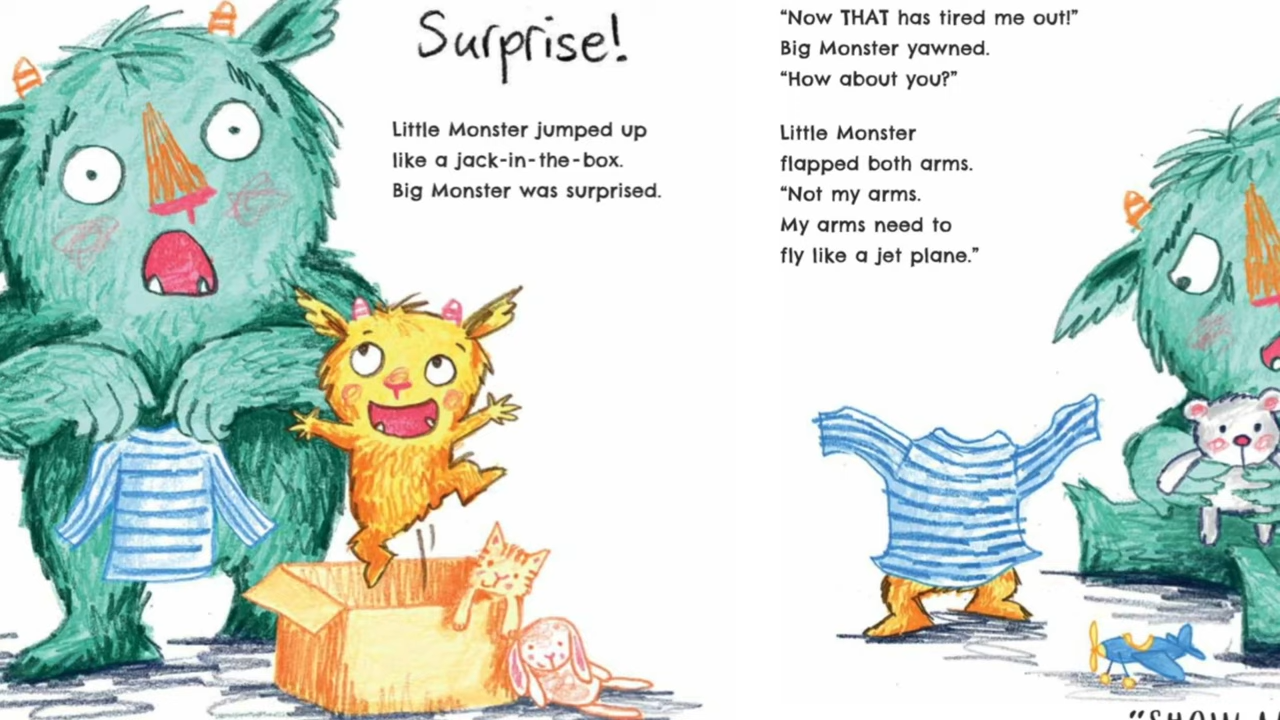 Surprise!
Little Monster jumped up
like a jack-in-the-box.
Big Monster was surprised.
“Now THAT has tired me out!”
Big Monster yawned.
“How about you?”
Little Monster
flapped both arms.
“Not my arms.
My arms need to
fly like a jet plane.”